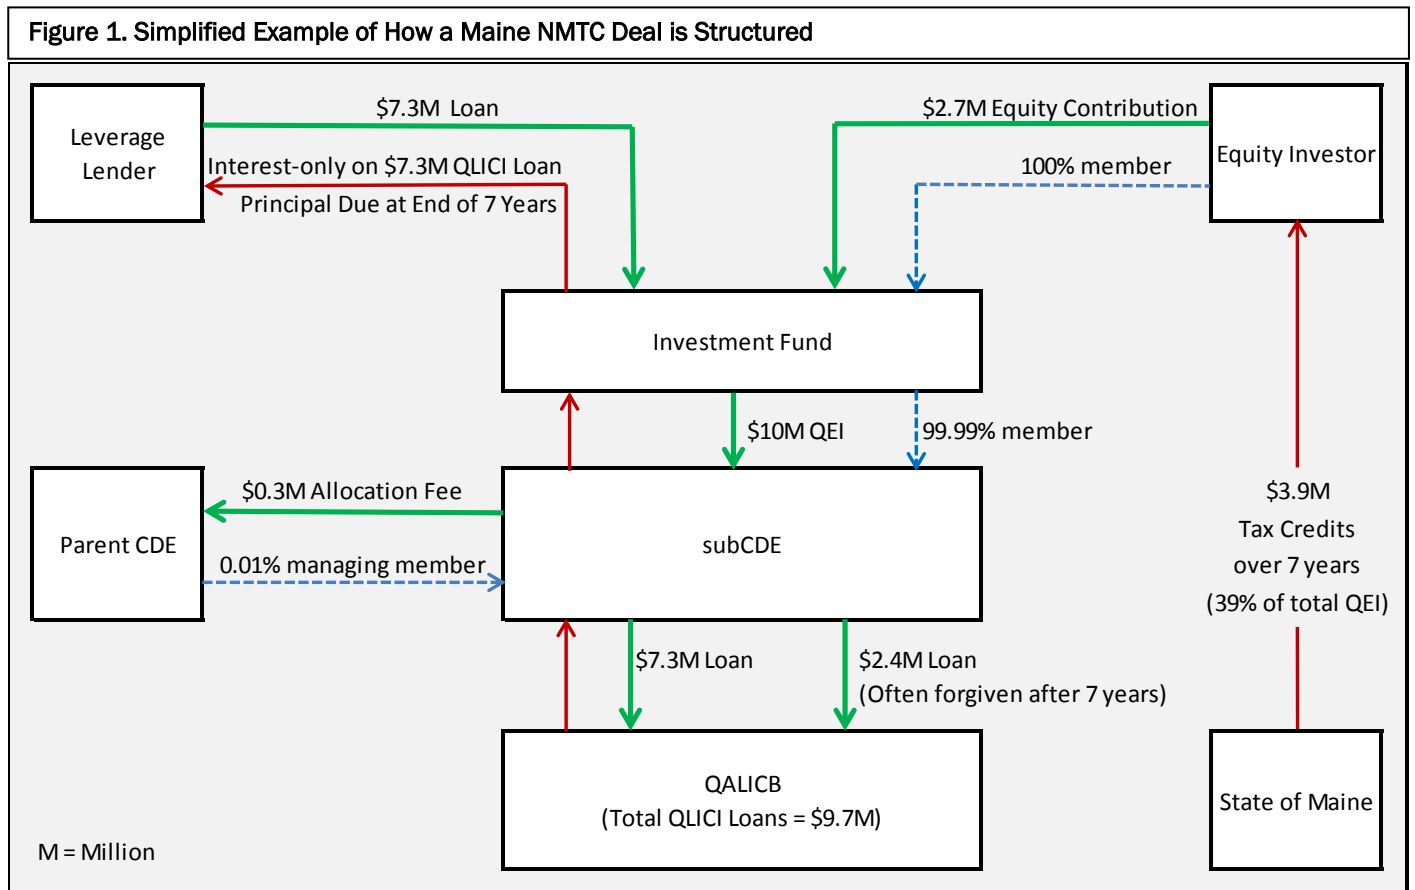 Figure 1. Simplified Example of How a Maine NMTC Deal is Structured
Leverage
Lender
$7.3M Loan
Interest-only on $7.3M QLICI Loan
Principal Due at End of 7 Years
$2.7M Equity Contribution
100% member
Equity Investor
Investment Fund
$10M QEI
99.99% member
Parent CDE
$0.3M Allocation Fee
0.01% managing member
subCDE
$3.9M
Tax Credits
over 7 years
(39% of total QEI)
$7.3M Loan
$2.4M Loan
(Often forgiven after 7 years)
QALICB
(Total QLICI Loans = $9.7M)
State of Maine
M = Million